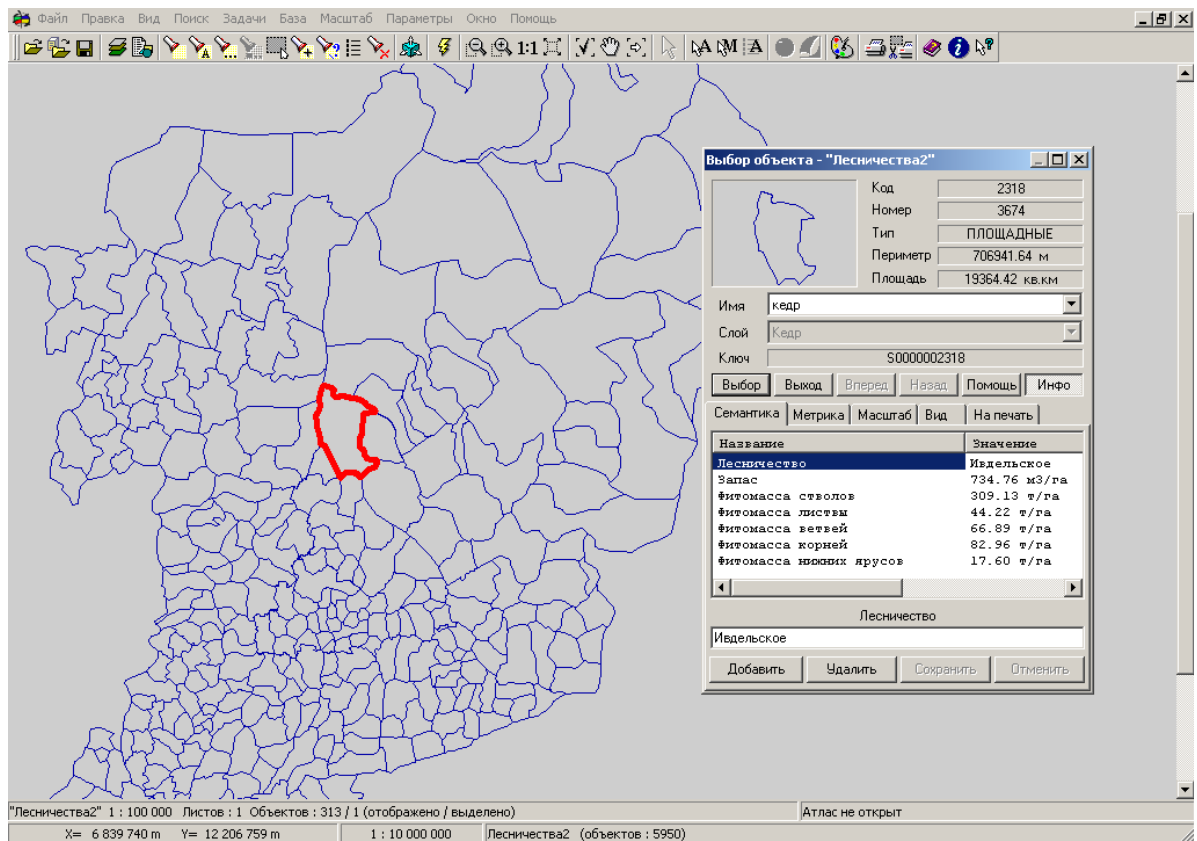 Файл Правка Вид Поиск Задачи База Масштаб Параметры Окно Помощь
A ... ? 1:1 A M A i ?
Выбор объекта - "Лесничества2"
Код 2318
Номер 3674
Тип ПЛОЩАДНЫЕ
Периметр 706941.64 м
Площадь 19364.42 кв.км
Имя кедр
Слой Кедр
Ключ S0000002318
Выбор Выход Вперед Назад Помощь Инфо
Семантика Метрика Масштаб Вид На печать
Название Значение
Лесничество Ивдельское
Запас 734.76 м3/га
Фитомасса стволов 309.13 т/га
Фитомасса листвы 44.22 т/га
Фитомасса ветвей 66.89 т/га
Фитомасса корней 82.96 т/га
Фитомасса нижних ярусов 17.60 т/га
Лесничество
Ивдельское
Добавить Удалить Сохранить Отменить
"Лесничества2" 1 : 100 000 Листов : 1 Объектов : 313 / 1 (отображено / выделено) Атлас не открыт
X= 6 839 740 m Y= 12 206 759 m 1 : 10 000 000 Лесничества2 (объектов : 5950)